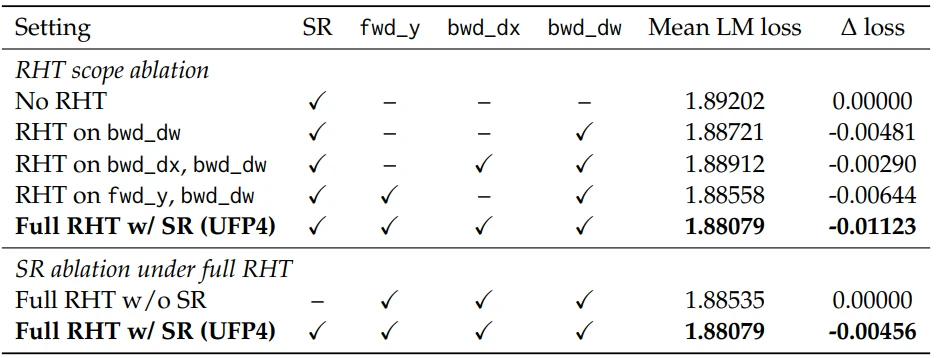 Setting SR fwd_y bwd_dx bwd_dw Mean LM loss Δ loss
RHT scope ablation
No RHT ✓ – – – 1.89202 0.00000
RHT on bwd_dw ✓ – – ✓ 1.88721 -0.00481
RHT on bwd_dx, bwd_dw ✓ – ✓ ✓ 1.88912 -0.00290
RHT on fwd_y, bwd_dw ✓ ✓ – ✓ 1.88558 -0.00644
Full RHT w/ SR (UFP4) ✓ ✓ ✓ ✓ 1.88079 -0.01123
SR ablation under full RHT
Full RHT w/o SR – ✓ ✓ ✓ 1.88535 0.00000
Full RHT w/ SR (UFP4) ✓ ✓ ✓ ✓ 1.88079 -0.00456